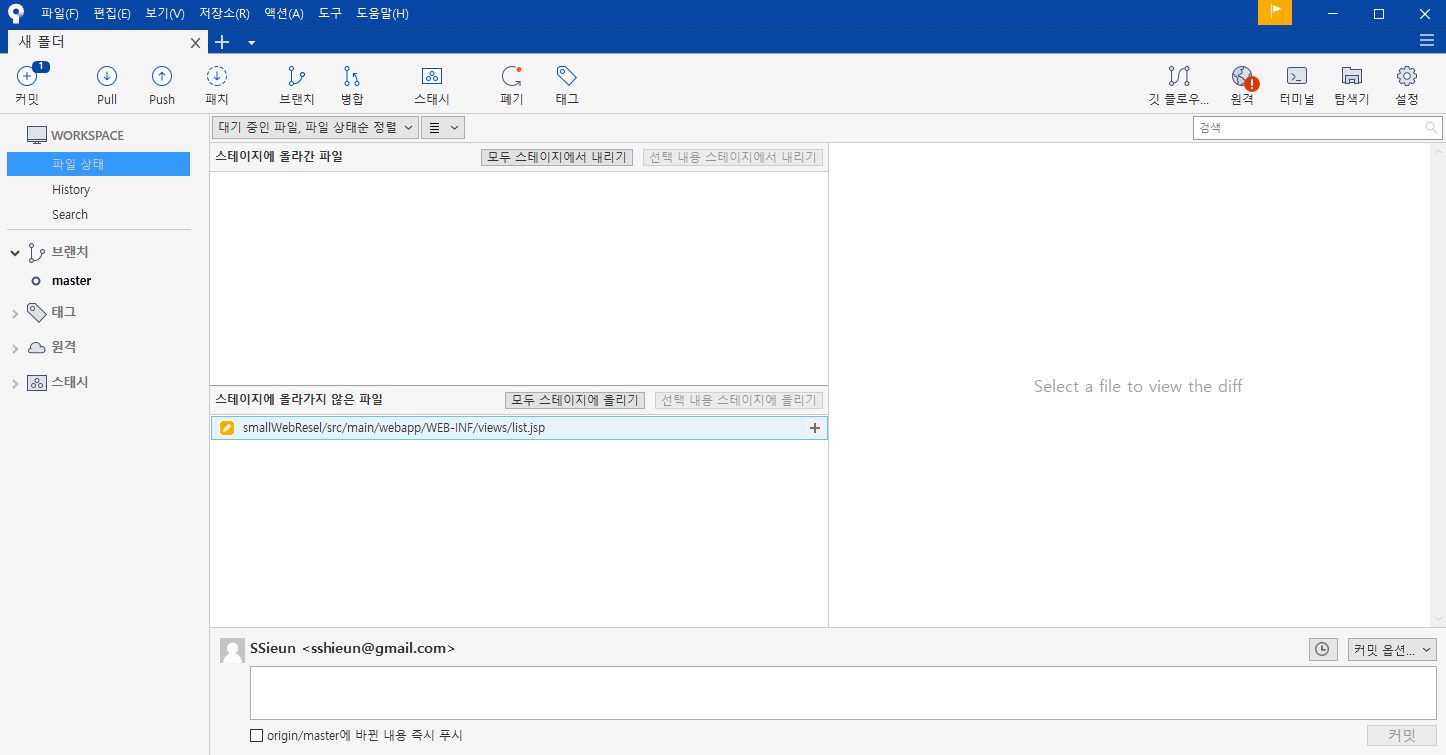 파일(F) 편집(E) 보기(V) 저장소(R) 액션(A) 도구 도움말(H)
새 폴더
1
커밋 Pull Push 패치 브랜치 병합 스태시 폐기 태그 깃 플로우... 원격 터미널 탐색기 설정
WORKSPACE
파일 상태
History
Search
브랜치
master
태그
원격
스태시
대기 중인 파일, 파일 상태순 정렬
검색
스테이지에 올라간 파일 모두 스테이지에서 내리기 선택 내용 스테이지에서 내리기
스테이지에 올라가지 않은 파일 모두 스테이지에 올리기 선택 내용 스테이지에 올리기
smallWebResel/src/main/webapp/WEB-INF/views/list.jsp
Select a file to view the diff
SSieun <sshieun@gmail.com>
커밋 옵션...
origin/master에 바뀐 내용 즉시 푸시
커밋